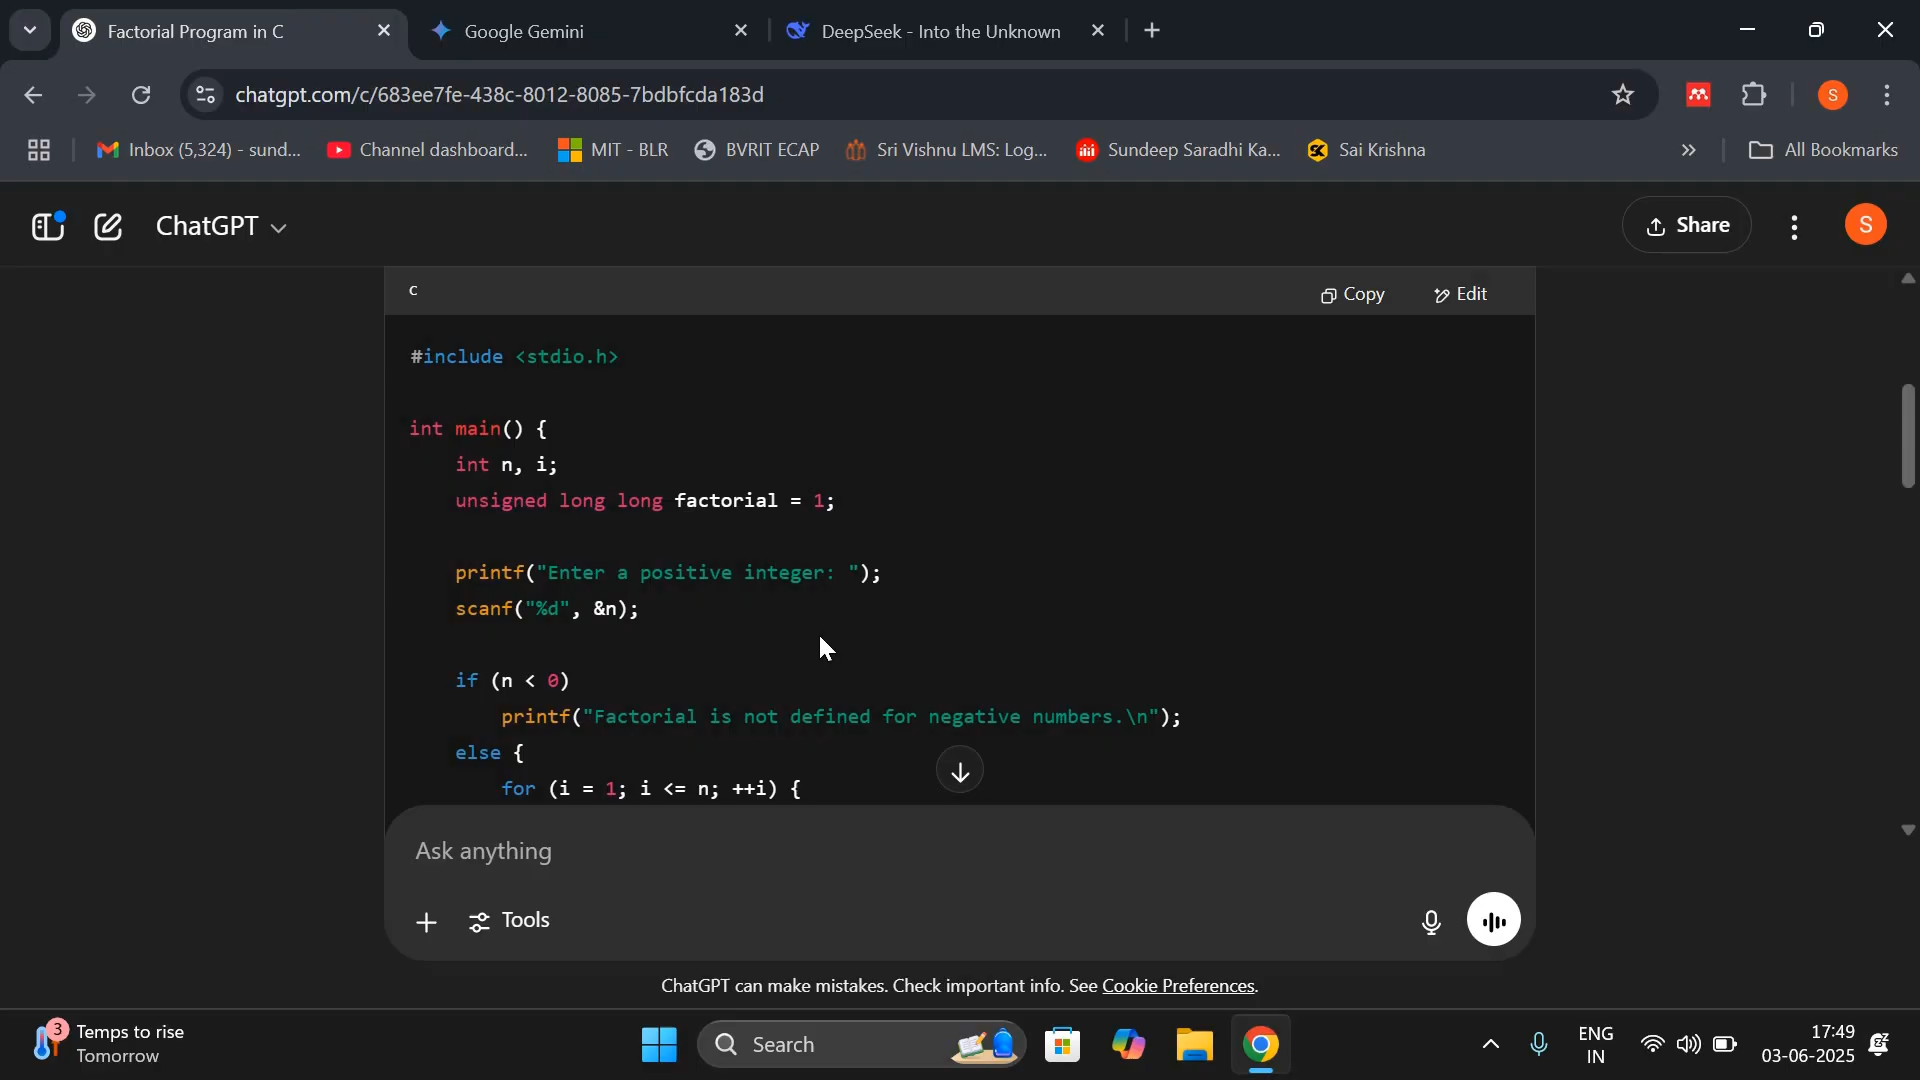 Factorial Program in C
Google Gemini
DeepSeek - Into the Unknown
chatgpt.com/c/683ee7fe-438c-8012-8085-7bdbfcda183d
S
Inbox (5,324) - sund...
Channel dashboard...
MIT - BLR
BVRIT ECAP
Sri Vishnu LMS: Log...
Sundeep Saradhi Ka...
Sai Krishna
All Bookmarks
ChatGPT
Share
S
c
Copy
Edit
#include <stdio.h>
int main() {
int n, i;
unsigned long long factorial = 1;
printf("Enter a positive integer: ");
scanf("%d", &n);
if (n < 0)
printf("Factorial is not defined for negative numbers.\n");
else {
for (i = 1; i <= n; ++i) {
Ask anything
Tools
ChatGPT can make mistakes. Check important info. See Cookie Preferences.
3
Temps to rise
Tomorrow
Search
ENG
IN
17:49
03-06-2025